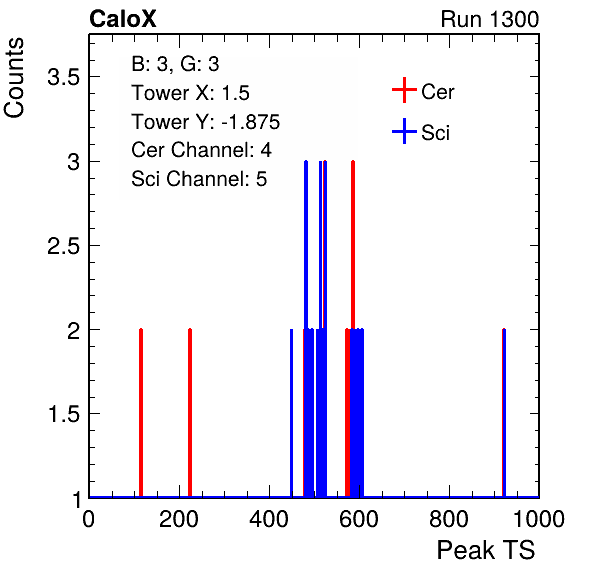 CaloX
Run 1300
Counts
3.5
3
2.5
2
1.5
1
B: 3, G: 3
Tower X: 1.5
Tower Y: -1.875
Cer Channel: 4
Sci Channel: 5
Cer
Sci
0
200
400
600
800
1000
Peak TS